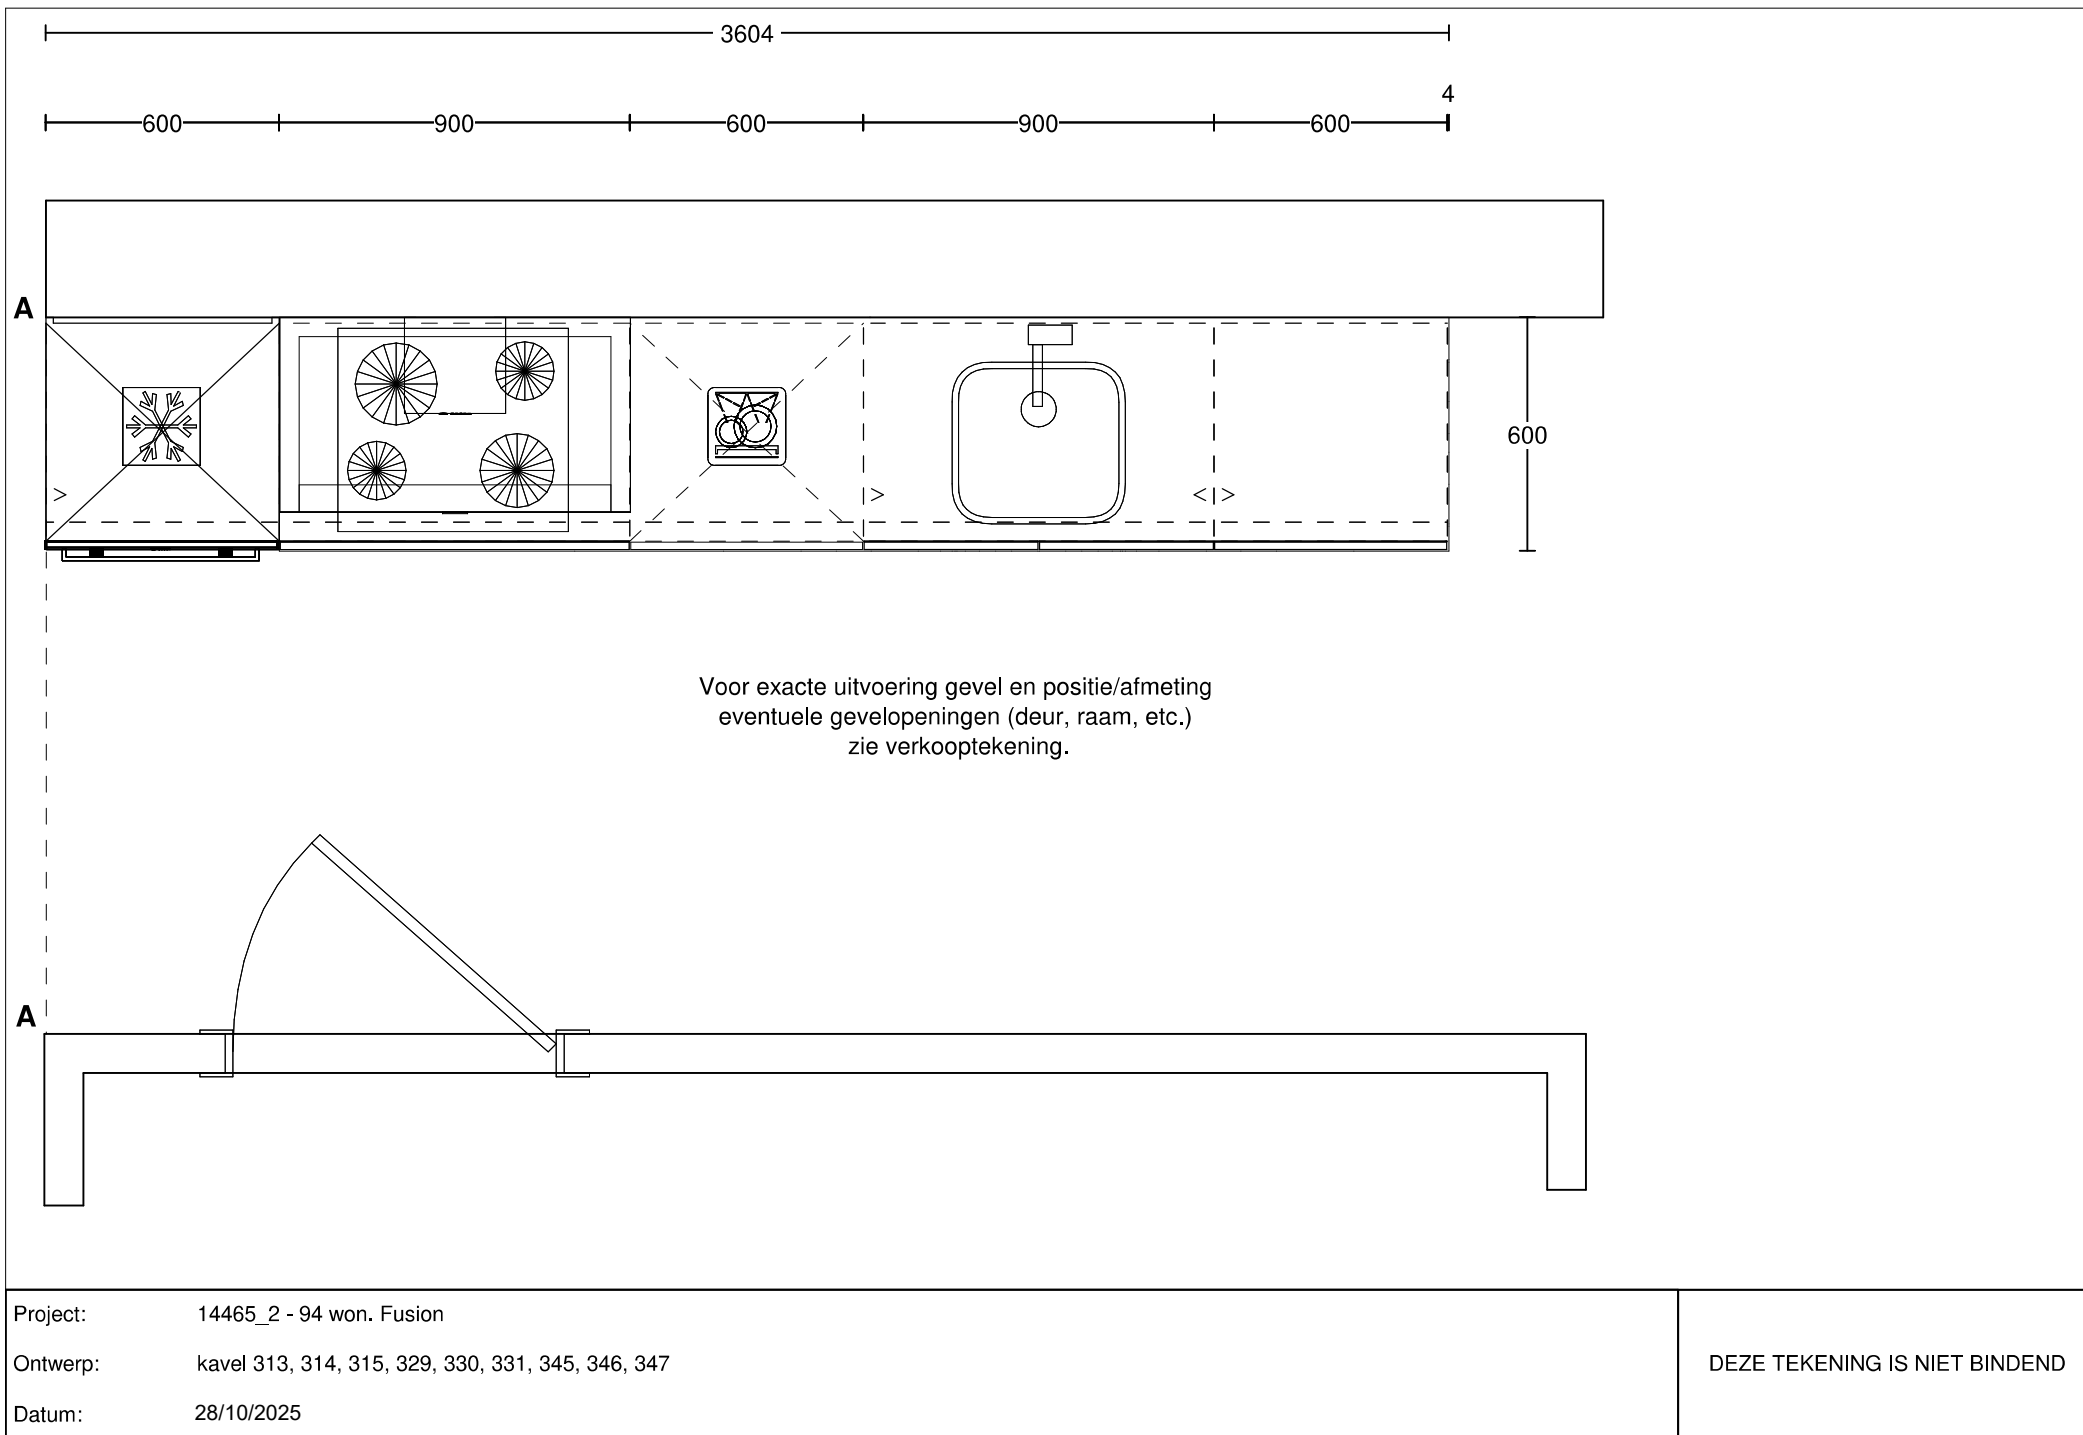 3604
4
600 900 600 900 600
A
> > < >
600
Voor exacte uitvoering gevel en positie/afmeting
eventuele gevelopeningen (deur, raam, etc.)
zie verkooptekening.
A
Project: 14465_2 - 94 won. Fusion
Ontwerp: kavel 313, 314, 315, 329, 330, 331, 345, 346, 347
DEZE TEKENING IS NIET BINDEND
Datum: 28/10/2025